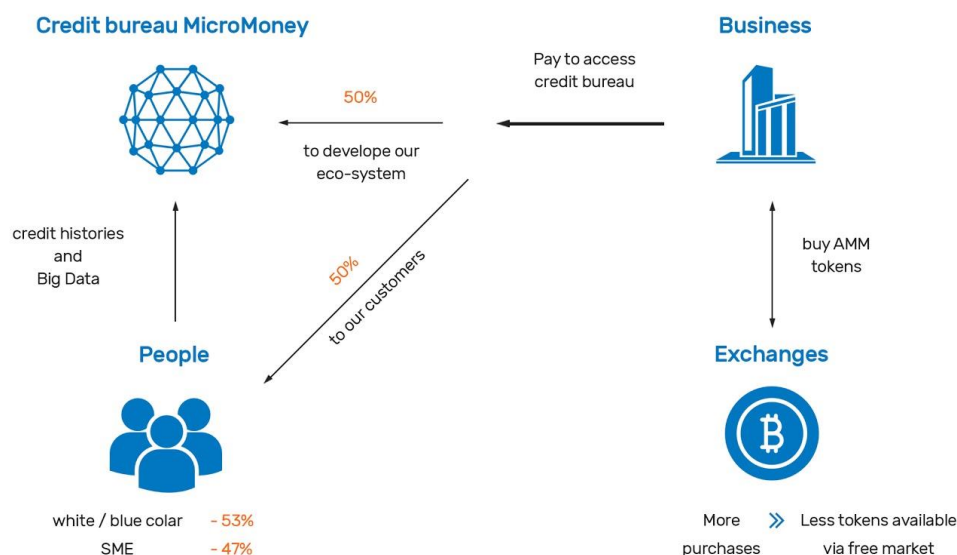 Credit bureau MicroMoney
Business
Pay to access
credit bureau
50%
to develope our
eco-system
credit histories
and
Big Data
50%
to our customers
buy AMM
tokens
People
Exchanges
white / blue colar - 53%
SME - 47%
More
purchases
Less tokens available
via free market